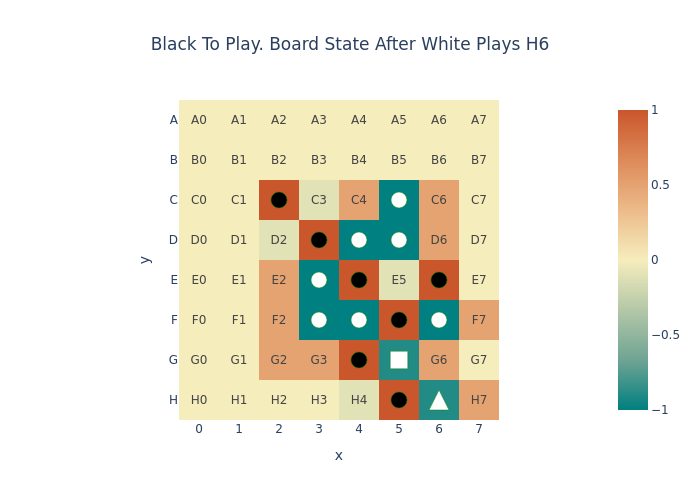 Black To Play. Board State After White Plays H6
A A0 A1 A2 A3 A4 A5 A6 A7
B B0 B1 B2 B3 B4 B5 B6 B7
C C0 C1 C3 C4 C6 C7
D D0 D1 D2 D6 D7
E E0 E1 E2 E5 E7
F F0 F1 F2 F7
G G0 G1 G2 G3 G6 G7
H H0 H1 H2 H3 H4 H7
0 1 2 3 4 5 6 7
x
y
1
0.5
0
−0.5
−1